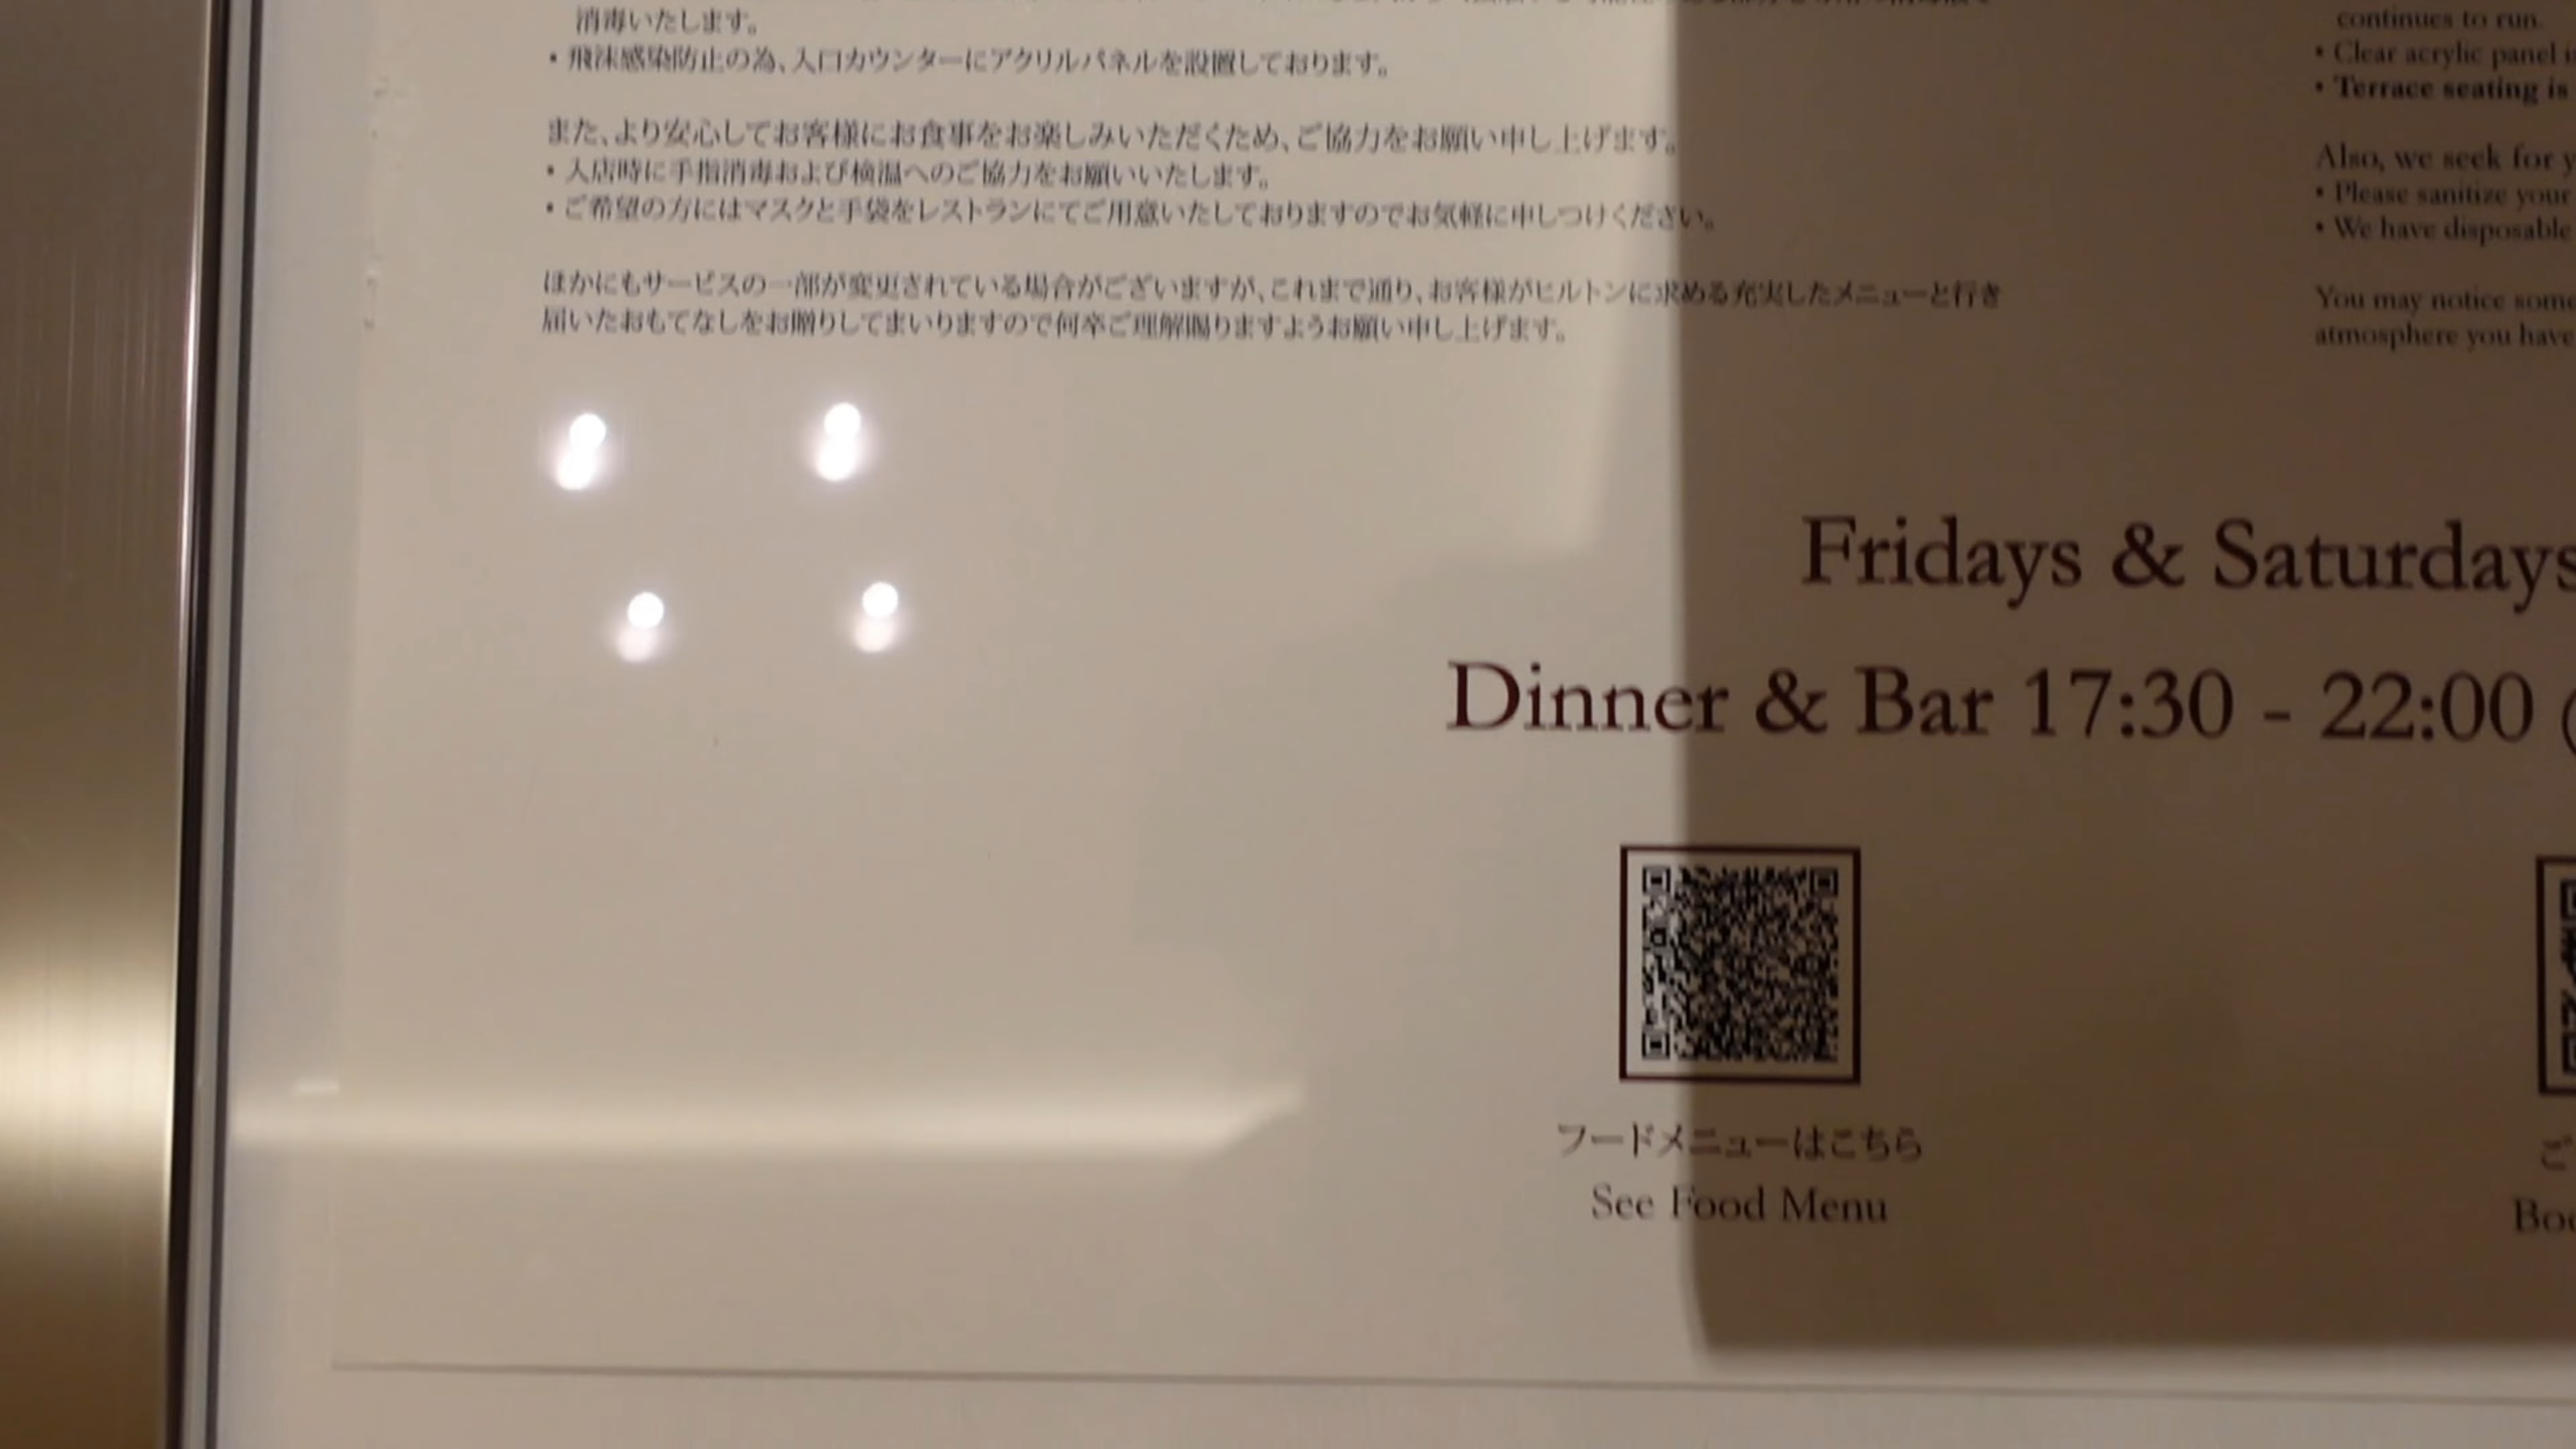 消毒いたします。
・飛沫感染防止の為、入口カウンターにアクリルパネルを設置しております。
また、より安心してお客様にお食事をお楽しみいただくため、ご協力をお願い申し上げます。
・入店時に手指消毒および検温へのご協力をお願いいたします。
・ご希望の方にはマスクと手袋をレストランにてご用意いたしておりますのでお気軽に申しつけください。
ほかにもサービスの一部が変更されている場合がございますが、これまで通り、お客様がヒルトンに求める充実したメニューと行き
届いたおもてなしをお贈りしてまいりますので何卒ご理解賜りますようお願い申し上げます。
continues to run.
• Clear acrylic panel
• Terrace seating is
Also, we seek for
• Please sanitize your
• We have disposable
You may notice some
atmosphere you have
Fridays & Saturdays
Dinner & Bar 17:30 - 22:00 (
フードメニューはこちら
See Food Menu
ご